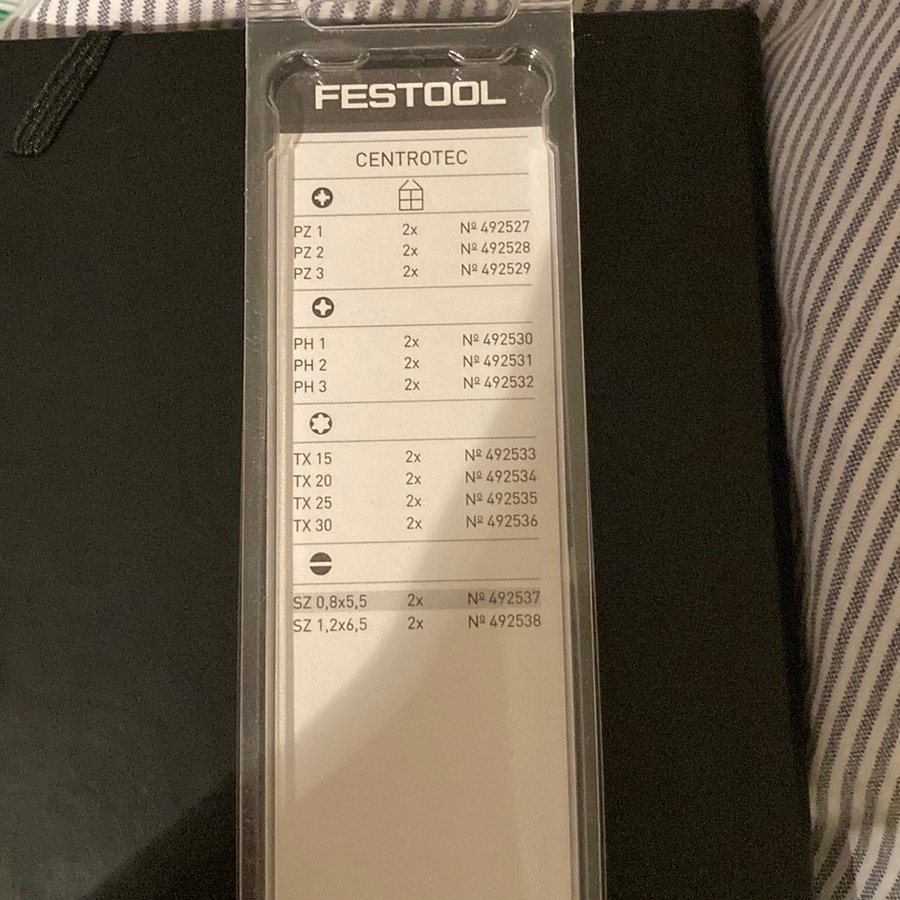 FESTOOL
CENTROTEC
PZ 1 2x Nº 492527
PZ 2 2x Nº 492528
PZ 3 2x Nº 492529
PH 1 2x Nº 492530
PH 2 2x Nº 492531
PH 3 2x Nº 492532
TX 15 2x Nº 492533
TX 20 2x Nº 492534
TX 25 2x Nº 492535
TX 30 2x Nº 492536
SZ 0,8x5,5 2x Nº 492537
SZ 1,2x6,5 2x Nº 492538